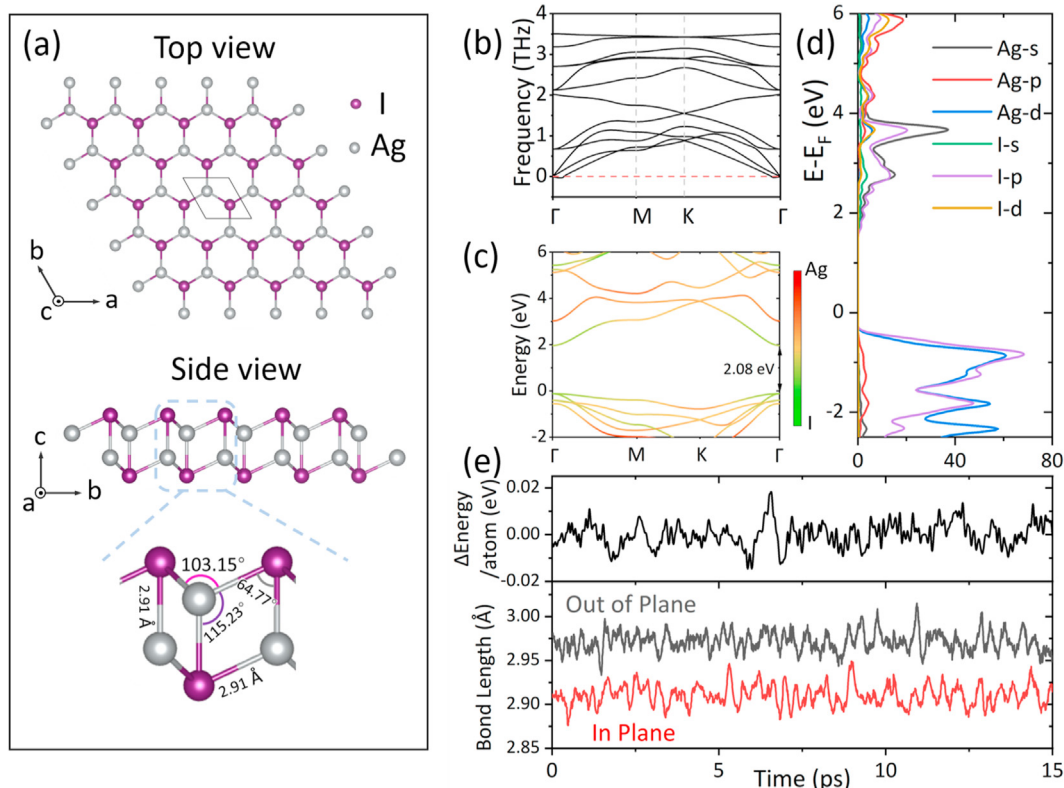 (a)
Top view
I
Ag
b
c
a
Side view
c
a
b
103.15°
64.77°
2.91 Å
115.23°
2.91 Å
(b)
Frequency (THz)
4
3
2
1
0
Γ
M
K
Γ
(c)
Energy (eV)
6
4
2
0
-2
Γ
M
K
Γ
2.08 eV
Ag
I
(d)
E-E_F (eV)
6
4
2
0
-2
0
40
80
Ag-s
Ag-p
Ag-d
I-s
I-p
I-d
(e)
ΔEnergy
/atom (eV)
0.02
0.00
-0.02
Bond Length (Å)
3.00
2.95
2.90
2.85
Out of Plane
In Plane
0
5
10
15
Time (ps)